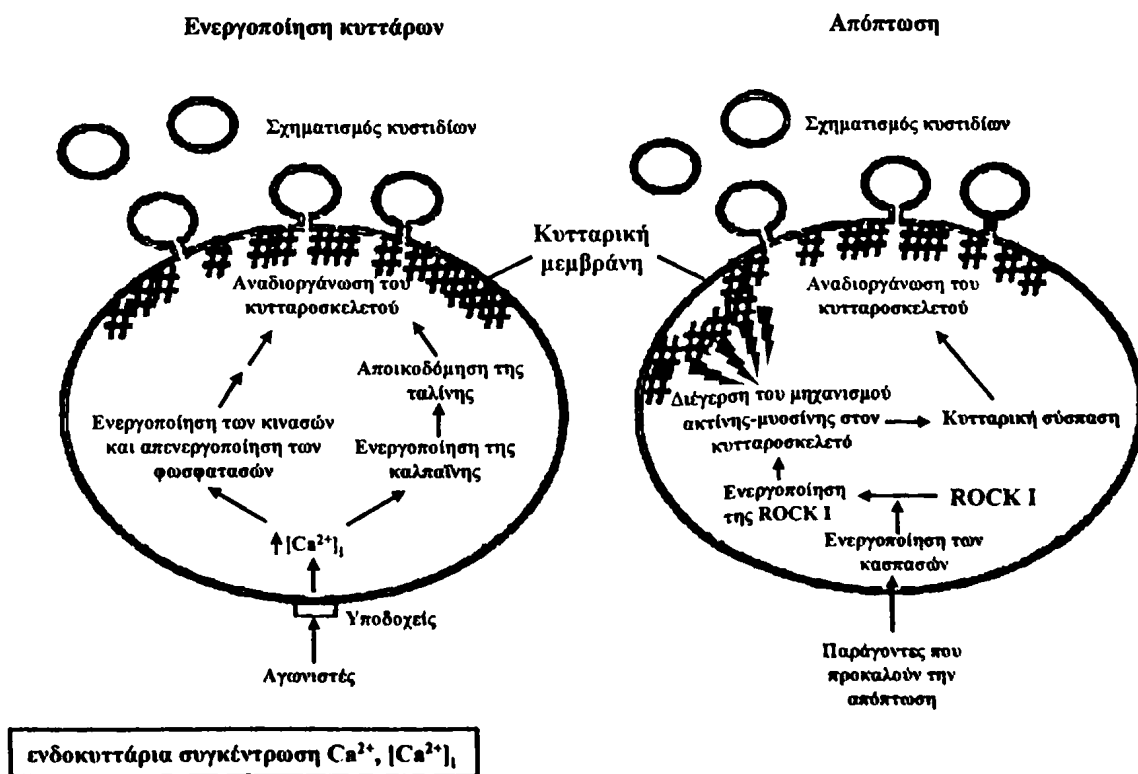 Ενεργοποίηση κυττάρων
Σχηματισμός κυστιδίων
Αναδιοργάνωση του
κυτταροσκελετού
Αποικοδόμηση της
ταλίνης
Ενεργοποίηση των κινασών
και απενεργοποίηση των
φωσφατασών
Ενεργοποίηση της
καλπαΐνης
↑ [Ca²⁺]ᵢ
Υποδοχείς
Αγωνιστές
Κυτταρική
μεμβράνη
Απόπτωση
Σχηματισμός κυστιδίων
Αναδιοργάνωση του
κυτταροσκελετού
Διέγερση του μηχανισμού
ακτίνης-μυοσίνης στον
κυτταροσκελετό
Κυτταρική σύσπαση
Ενεργοποίηση
της ROCK I
ROCK I
Ενεργοποίηση των
κασπασών
Παράγοντες που
προκαλούν την
απόπτωση
ενδοκυττάρια συγκέντρωση Ca²⁺, [Ca²⁺]ᵢ